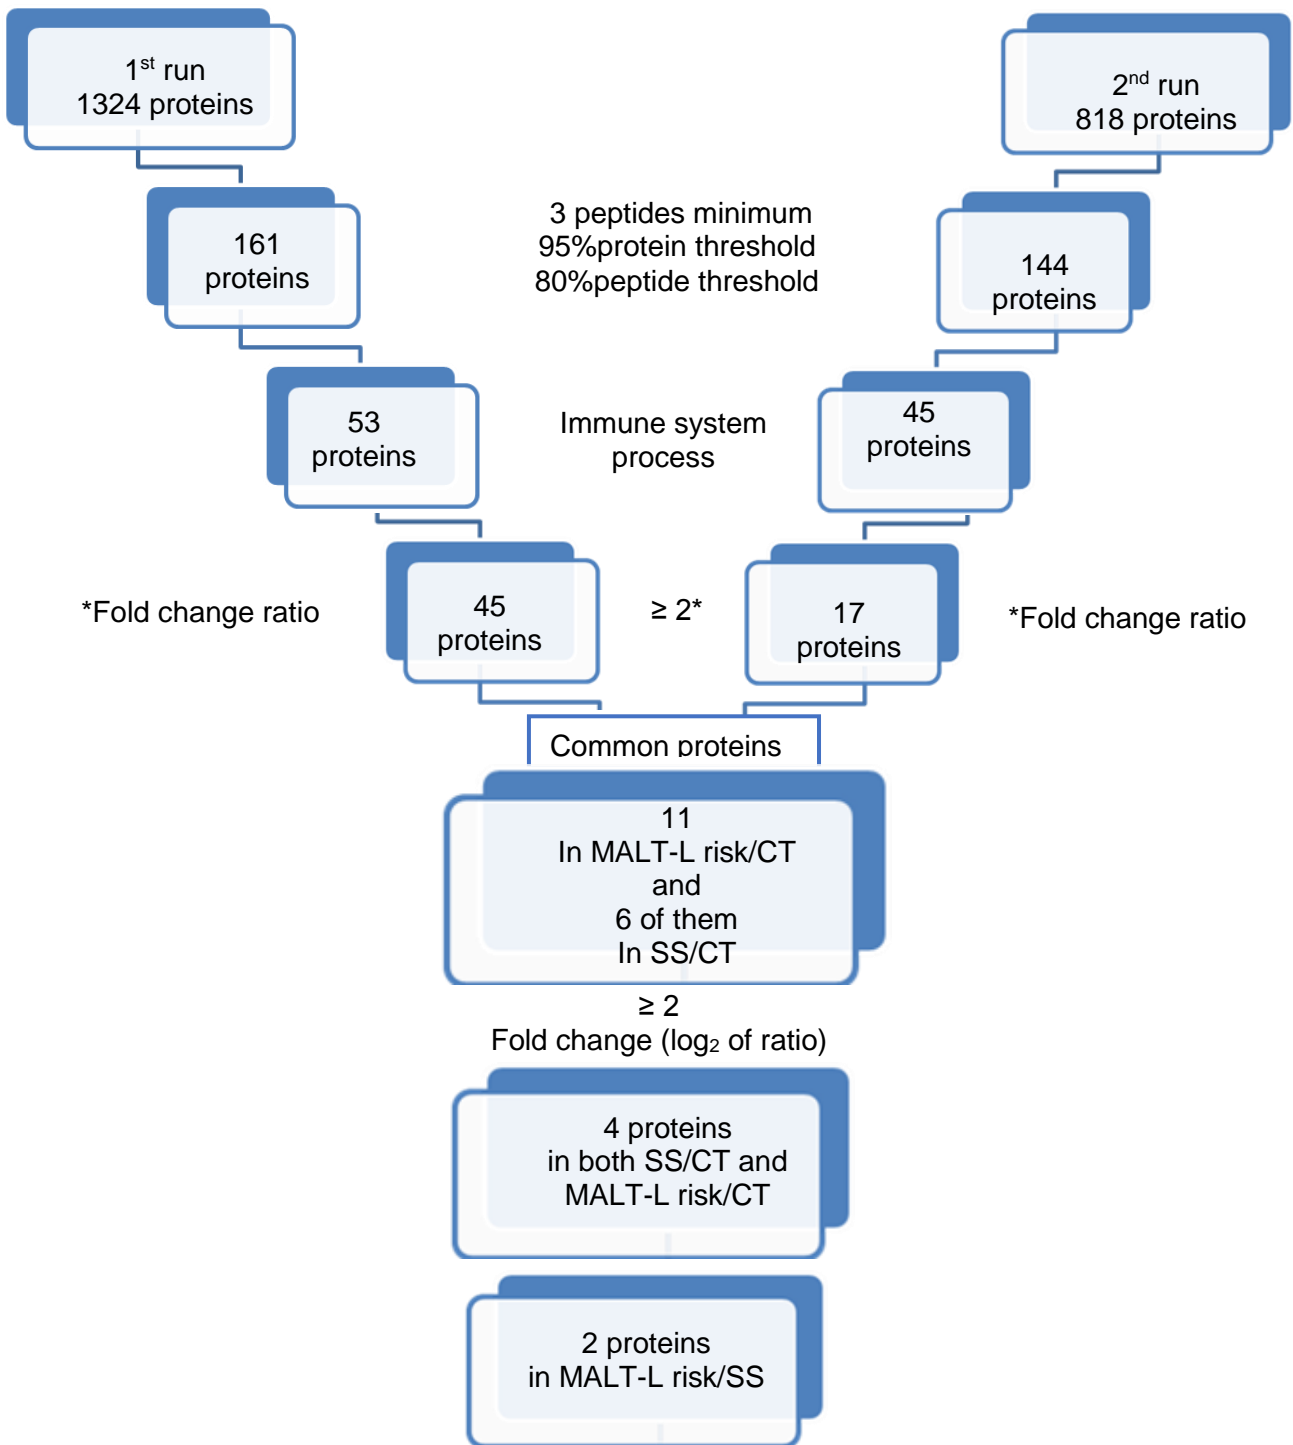 1st run
1324 proteins
2nd run
818 proteins
161
proteins
3 peptides minimum
95%protein threshold
80%peptide threshold
144
proteins
53
proteins
Immune system
process
45
proteins
*Fold change ratio
45
proteins
≥ 2*
17
proteins
*Fold change ratio
Common proteins
11
In MALT-L risk/CT
and
6 of them
In SS/CT
≥ 2
Fold change (log₂ of ratio)
4 proteins
in both SS/CT and
MALT-L risk/CT
2 proteins
in MALT-L risk/SS